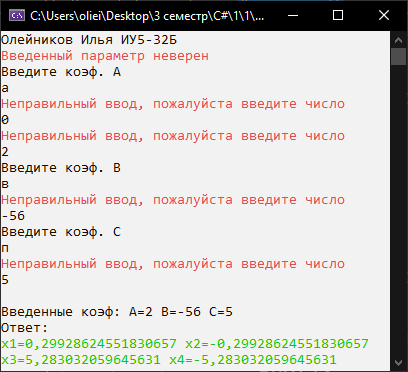 C:\Users\oliei\Desktop\3 семестр\C#\1\1\...
Олейников Илья ИУ5-32Б
Введенный параметр неверен
Введите коэф. А
а
Неправильный ввод, пожалуйста введите число
0
Неправильный ввод, пожалуйста введите число
2
Введите коэф. В
в
Неправильный ввод, пожалуйста введите число
-56
Введите коэф. С
п
Неправильный ввод, пожалуйста введите число
5
Введенные коэф: A=2 B=-56 C=5
Ответ:
x1=0,29928624551830657 x2=-0,29928624551830657
x3=5,283032059645631 x4=-5,283032059645631